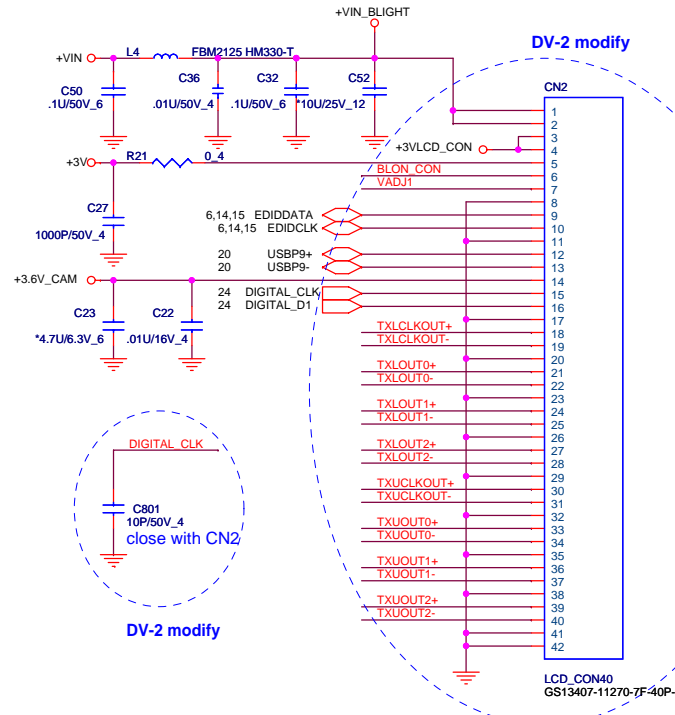 +VIN_BLIGHT
DV-2 modify
+VIN
L4
FBM2125 HM330-T
C50
.1U/50V_6
C36
.01U/50V_4
C32
.1U/50V_6
C52
*10U/25V_12
CN2
+3VLCD_CON
+3V
R21
0_4
C27
1000P/50V_4
BLON_CON
VADJ1
6,14,15 EDIDDATA
6,14,15 EDIDCLK
20 USBP9+
20 USBP9-
+3.6V_CAM
24 DIGITAL_CLK
24 DIGITAL_D1
C23
*4.7U/6.3V_6
C22
.01U/16V_4
TXLCLKOUT+
TXLCLKOUT-
TXLOUT0+
TXLOUT0-
TXLOUT1+
TXLOUT1-
TXLOUT2+
TXLOUT2-
TXUCLKOUT+
TXUCLKOUT-
TXUOUT0+
TXUOUT0-
TXUOUT1+
TXUOUT1-
TXUOUT2+
TXUOUT2-
1
2
3
4
5
6
7
8
9
10
11
12
13
14
15
16
17
18
19
20
21
22
23
24
25
26
27
28
29
30
31
32
33
34
35
36
37
38
39
40
41
42
DIGITAL_CLK
C801
10P/50V_4
close with CN2
DV-2 modify
LCD_CON40
GS13407-11270-7F-40P-